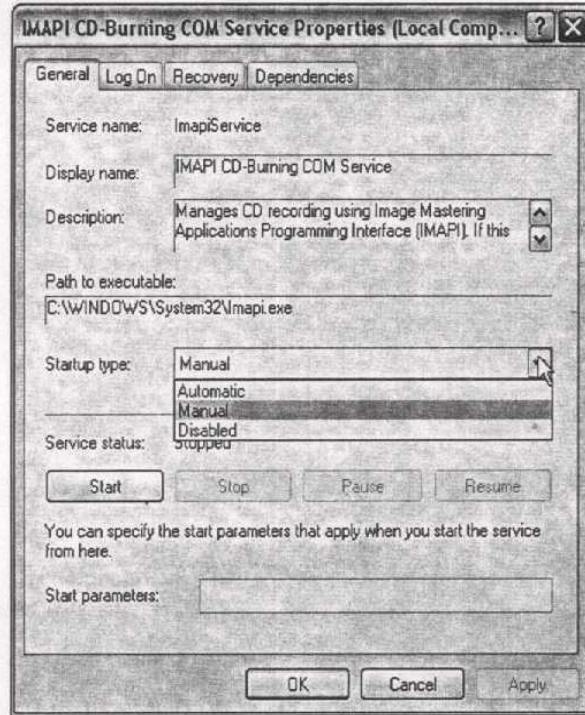 IMAPI CD-Burning COM Service Properties (Local Comp...
General Log On Recovery Dependencies
Service name: ImapiService
Display name: IMAPI CD-Burning COM Service
Description: Manages CD recording using Image Mastering
Applications Programming Interface (IMAPI). If this
Path to executable:
C:\WINDOWS\System32\Imapi.exe
Startup type: Manual
Automatic
Manual
Disabled
Service status: Stopped
Start Stop Pause Resume
You can specify the start parameters that apply when you start the service
from here.
Start parameters:
OK Cancel Apply